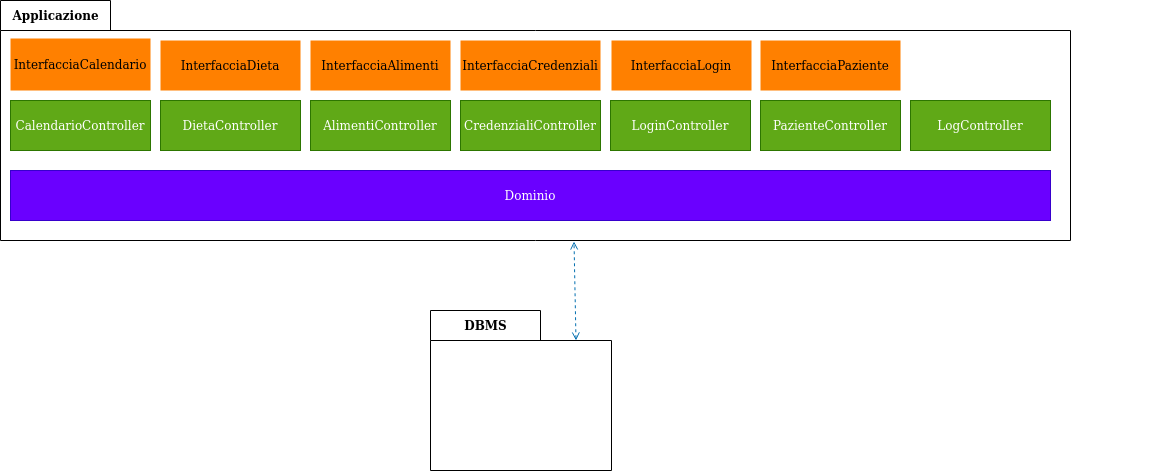 Applicazione
InterfacciaCalendario
InterfacciaDieta
InterfacciaAlimenti
InterfacciaCredenziali
InterfacciaLogin
InterfacciaPaziente
CalendarioController
DietaController
AlimentiController
CredenzialiController
LoginController
PazienteController
LogController
Dominio
DBMS